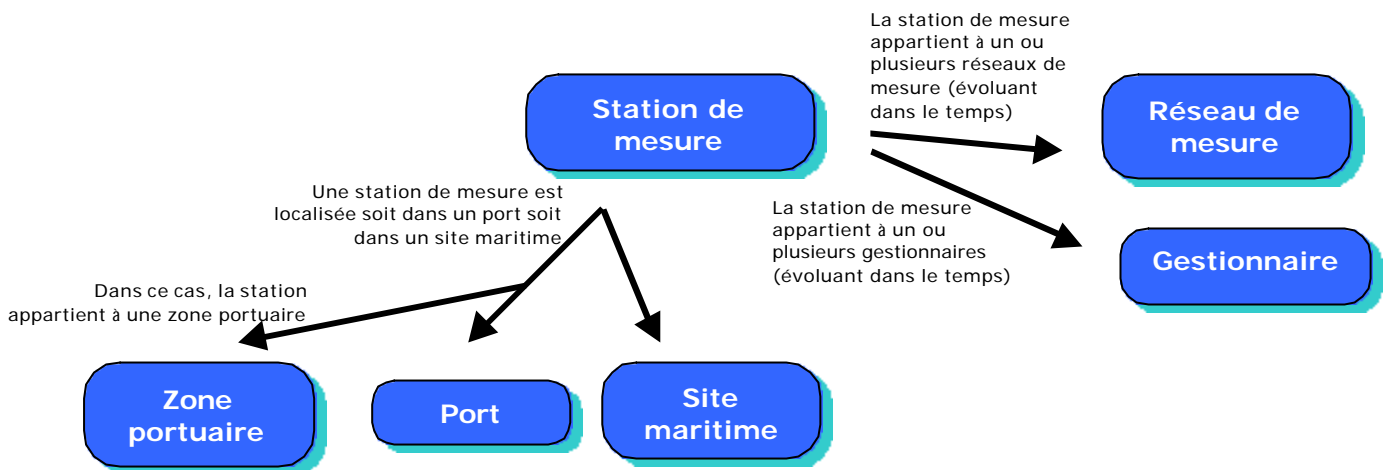 La station de mesure
appartient à un ou
plusieurs réseaux de
mesure (évoluant
dans le temps)
Station de
mesure
Réseau de
mesure
Une station de mesure est
localisée soit dans un port soit
dans un site maritime
La station de mesure
appartient à un ou
plusieurs gestionnaires
(évoluant dans le temps)
Gestionnaire
Dans ce cas, la station
appartient à une zone portuaire
Zone
portuaire
Port
Site
maritime